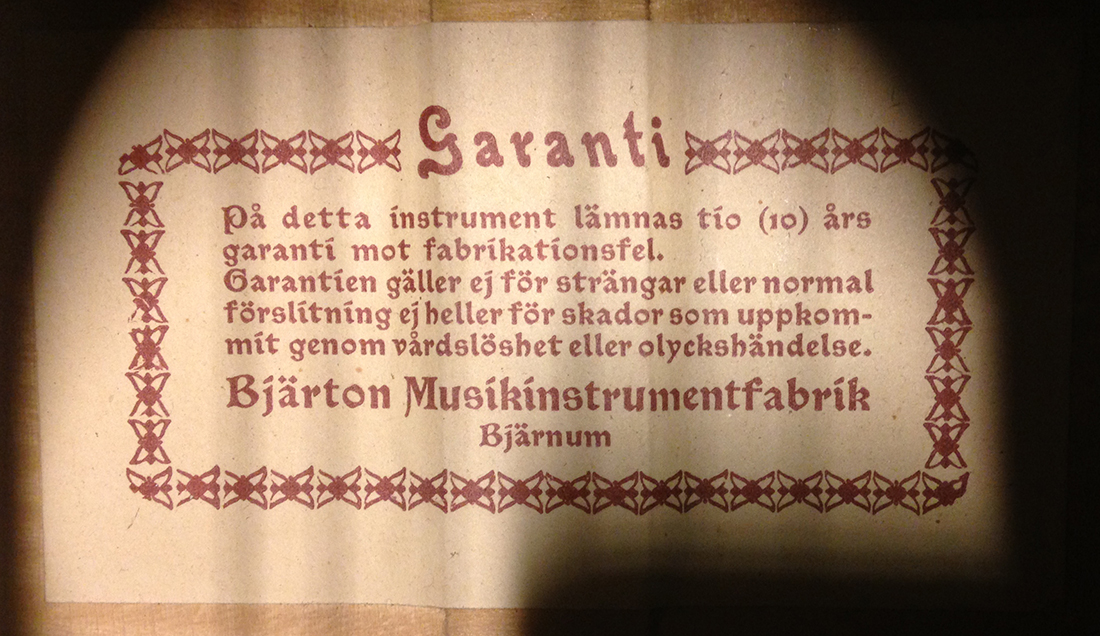 Garanti
På detta instrument lämnas tio (10) års
garanti mot fabrikationsfel.
Garantien gäller ej för strängar eller normal
förslitning ej heller för skador som uppkom-
mit genom vårdslöshet eller olyckshändelse.
Bjärton Musikinstrumentfabrik
Bjärnum